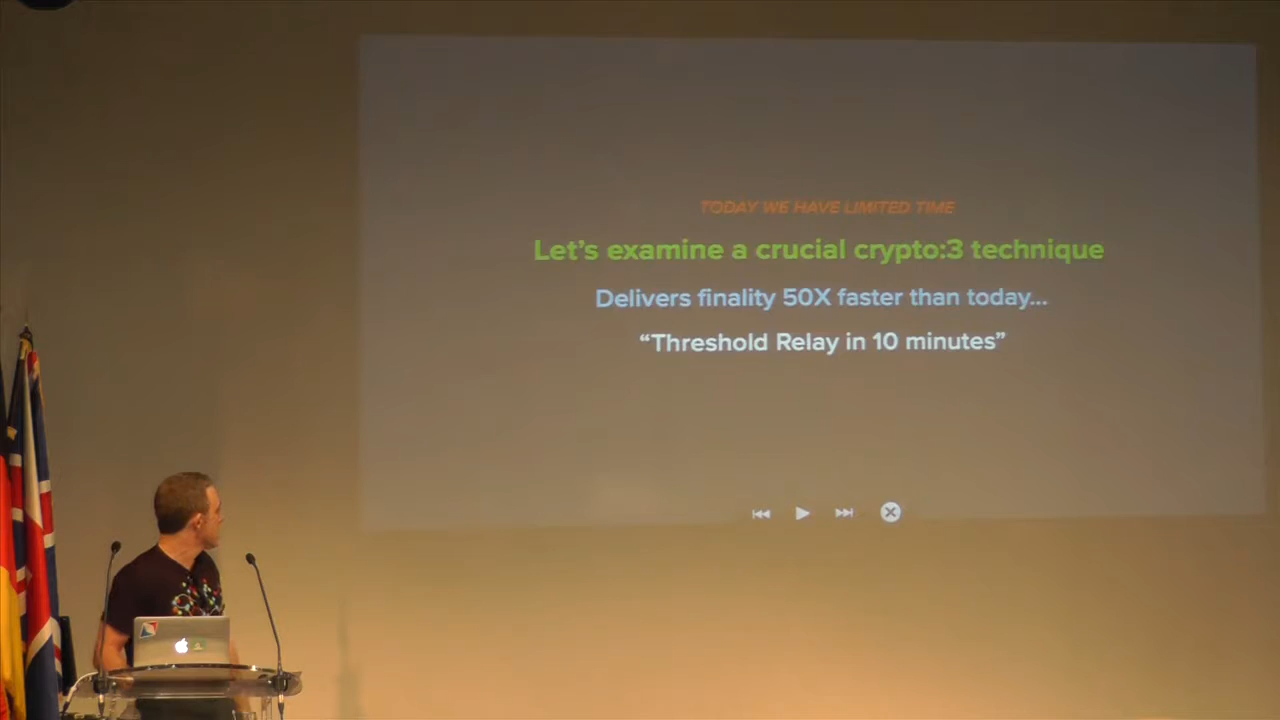 TODAY WE HAVE LIMITED TIME
Let's examine a crucial crypto:3 technique
Delivers finality 50X faster than today...
“Threshold Relay in 10 minutes”